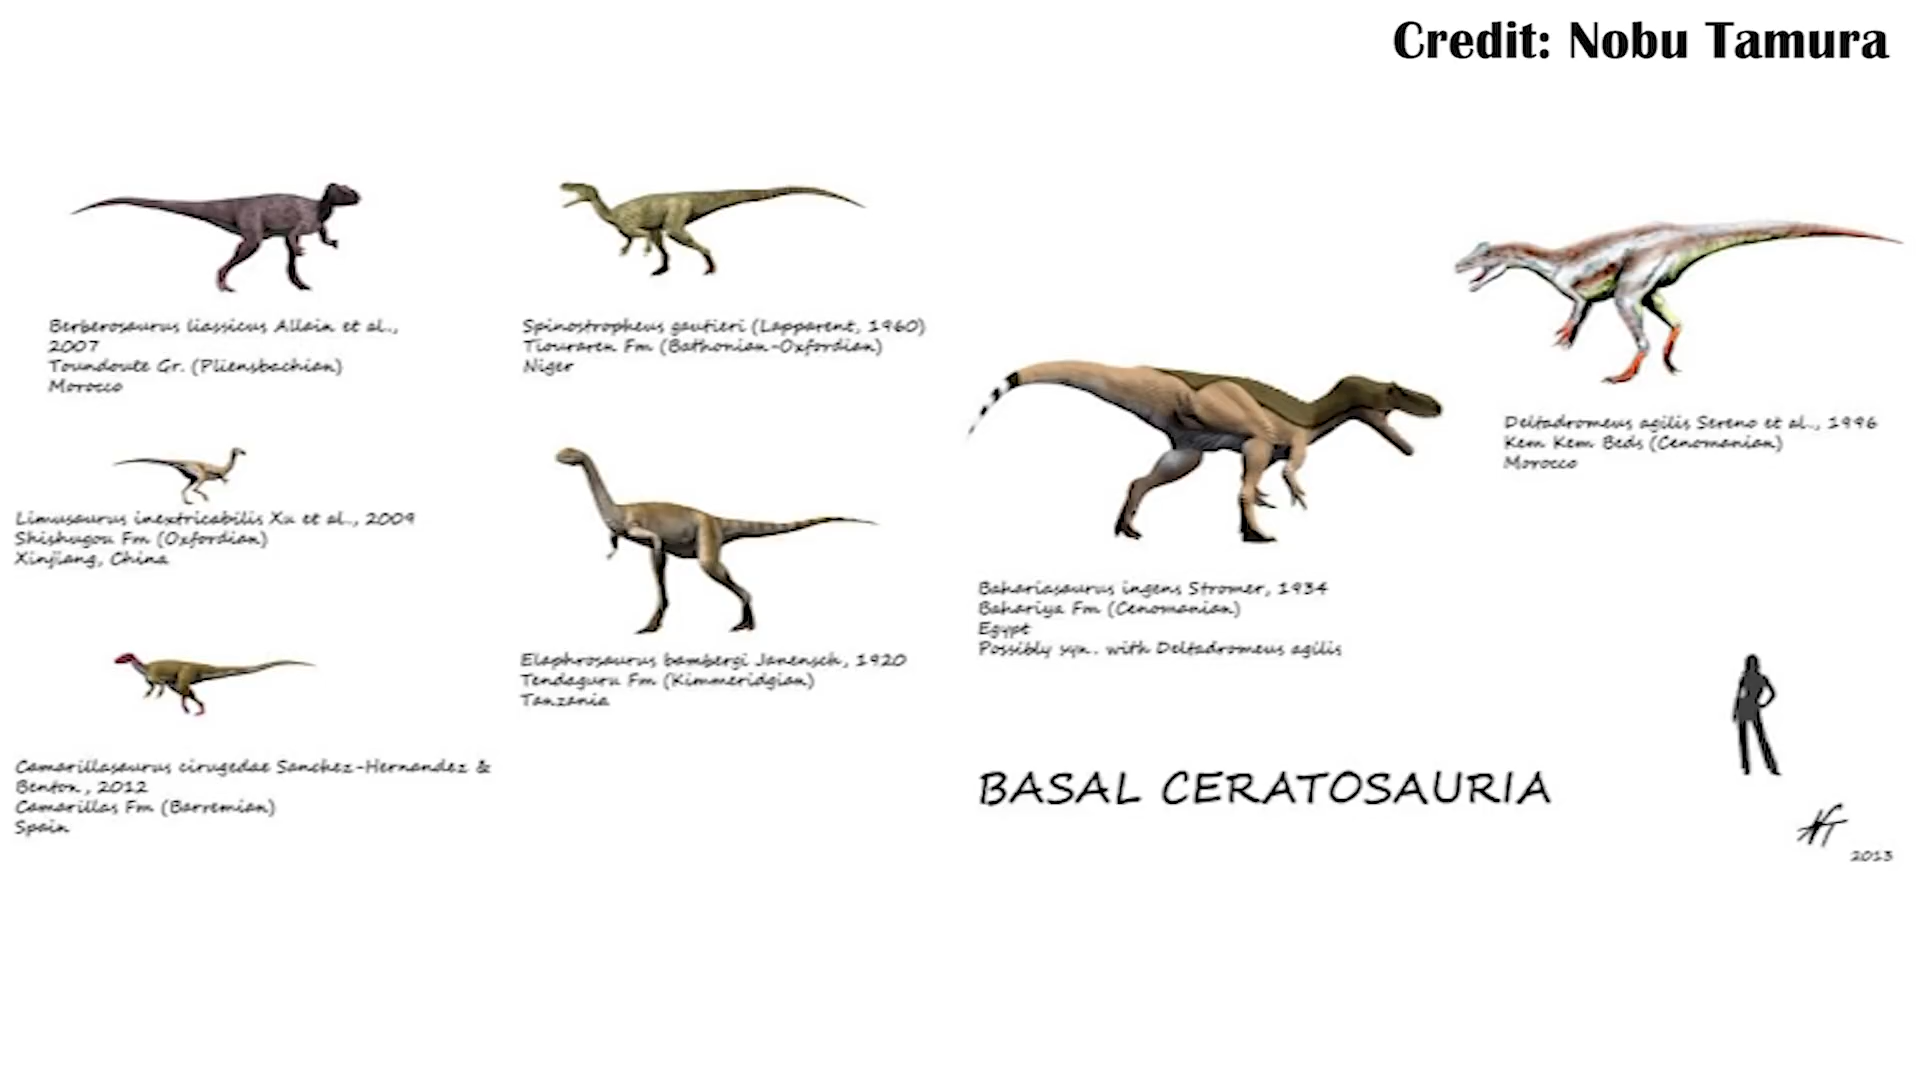 Credit: Nobu Tamura
Berberosaurus liassicus Allain et al.,
2007
Toundoute Gr. (Pliensbachian)
Morocco
Spinostropheus gautieri (Lapparent, 1960)
Tiouraren Fm (Bathonian-Oxfordian)
Niger
Deltadromeus agilis Sereno et al., 1996
Kem Kem Beds (Cenomanian)
Morocco
Limusaurus inextricabilis Xu et al., 2009
Shishugou Fm (Oxfordian)
Xinjiang, China
Elaphrosaurus bambergi Janensch, 1920
Tendaguru Fm (Kimmeridgian)
Tanzania
Bahariasaurus ingens Stromer, 1934
Bahariya Fm (Cenomanian)
Egypt
Possibly syn. with Deltadromeus agilis
Camarillasaurus cirugedae Sanchez-Hernandez &
Benton, 2012
Camarillas Fm (Barremian)
Spain
BASAL CERATOSAURIA
NT
2013